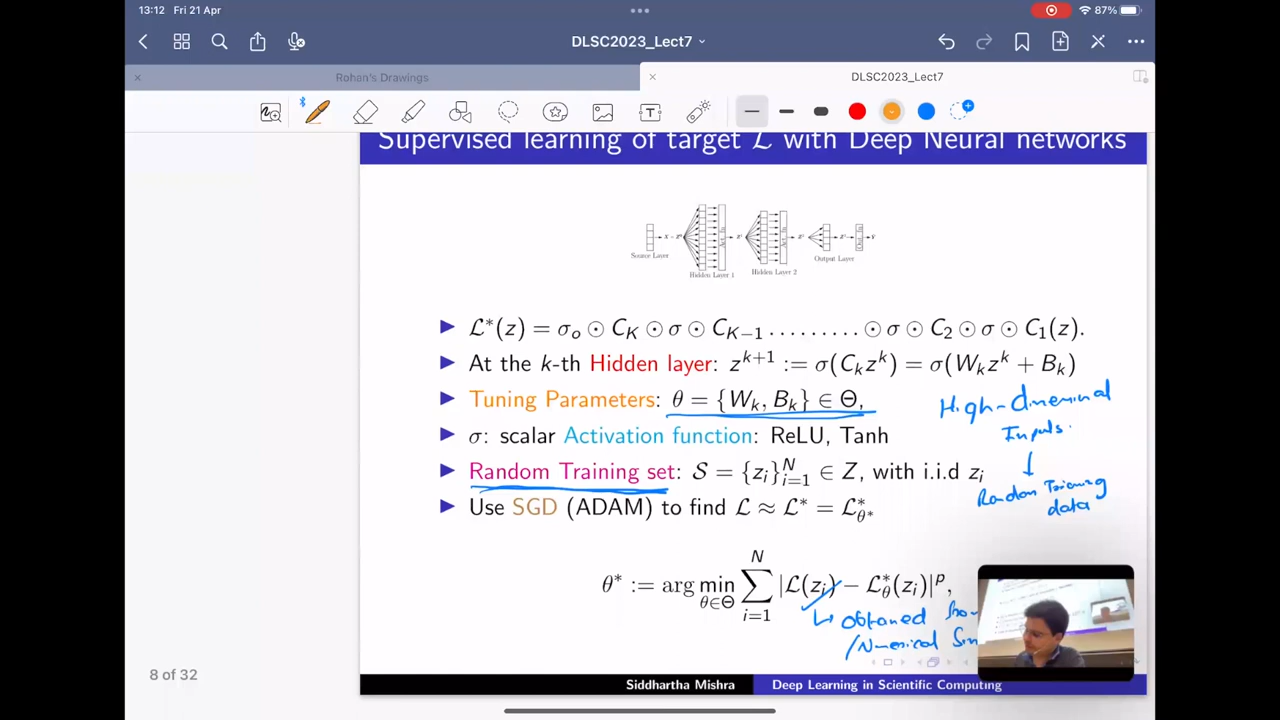 13:12 Fri 21 Apr
87%
DLSC2023_Lect7
Rohan's Drawings
DLSC2023_Lect7
Supervised learning of target ℒ with Deep Neural networks
Source Layer
Hidden Layer 1
Hidden Layer 2
Output Layer
ℒ*(z) = σₒ ⊙ C_K ⊙ σ ⊙ C_{K−1} ......... ⊙ σ ⊙ C₂ ⊙ σ ⊙ C₁(z).
At the k-th Hidden layer: z^{k+1} := σ(C_k z^k) = σ(W_k z^k + B_k)
Tuning Parameters: θ = {W_k, B_k} ∈ Θ,
σ: scalar Activation function: ReLU, Tanh
Random Training set: 𝒮 = {z_i}_{i=1}^N ∈ Z, with i.i.d z_i
Use SGD (ADAM) to find ℒ ≈ ℒ* = ℒ*_{θ*}
High-dimensional
Inputs.
↓
Random Training
data
θ* := arg min_{θ∈Θ} ∑_{i=1}^N |ℒ(z_i) − ℒ*_θ(z_i)|^p,
↳ obtained
/Numerical
8 of 32
Siddhartha Mishra
Deep Learning in Scientific Computing